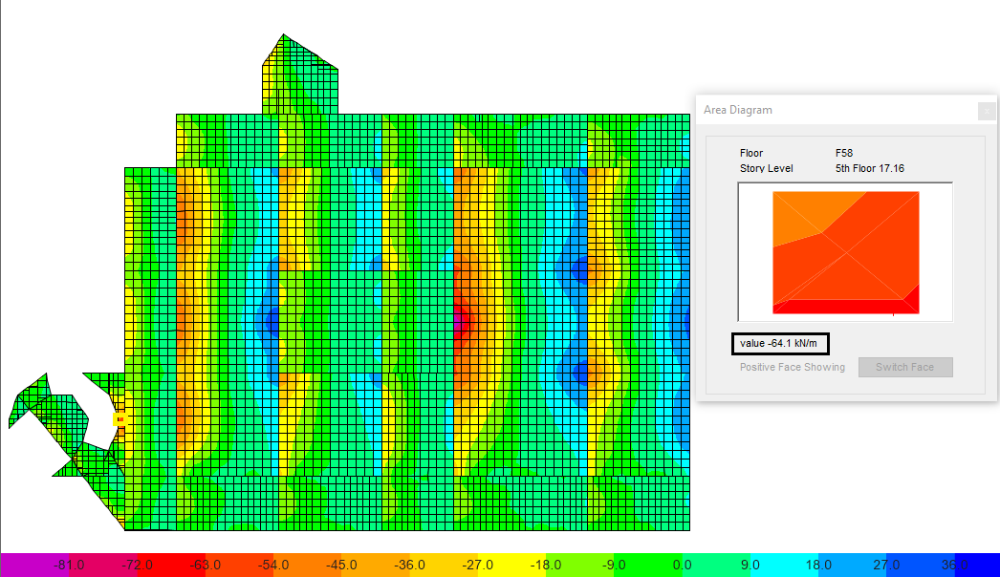 Area Diagram
Floor F58
Story Level 5th Floor 17.16
value -64.1 kN/m
Positive Face Showing Switch Face
-81.0 -72.0 -63.0 -54.0 -45.0 -36.0 -27.0 -18.0 -9.0 0.0 9.0 18.0 27.0 36.0